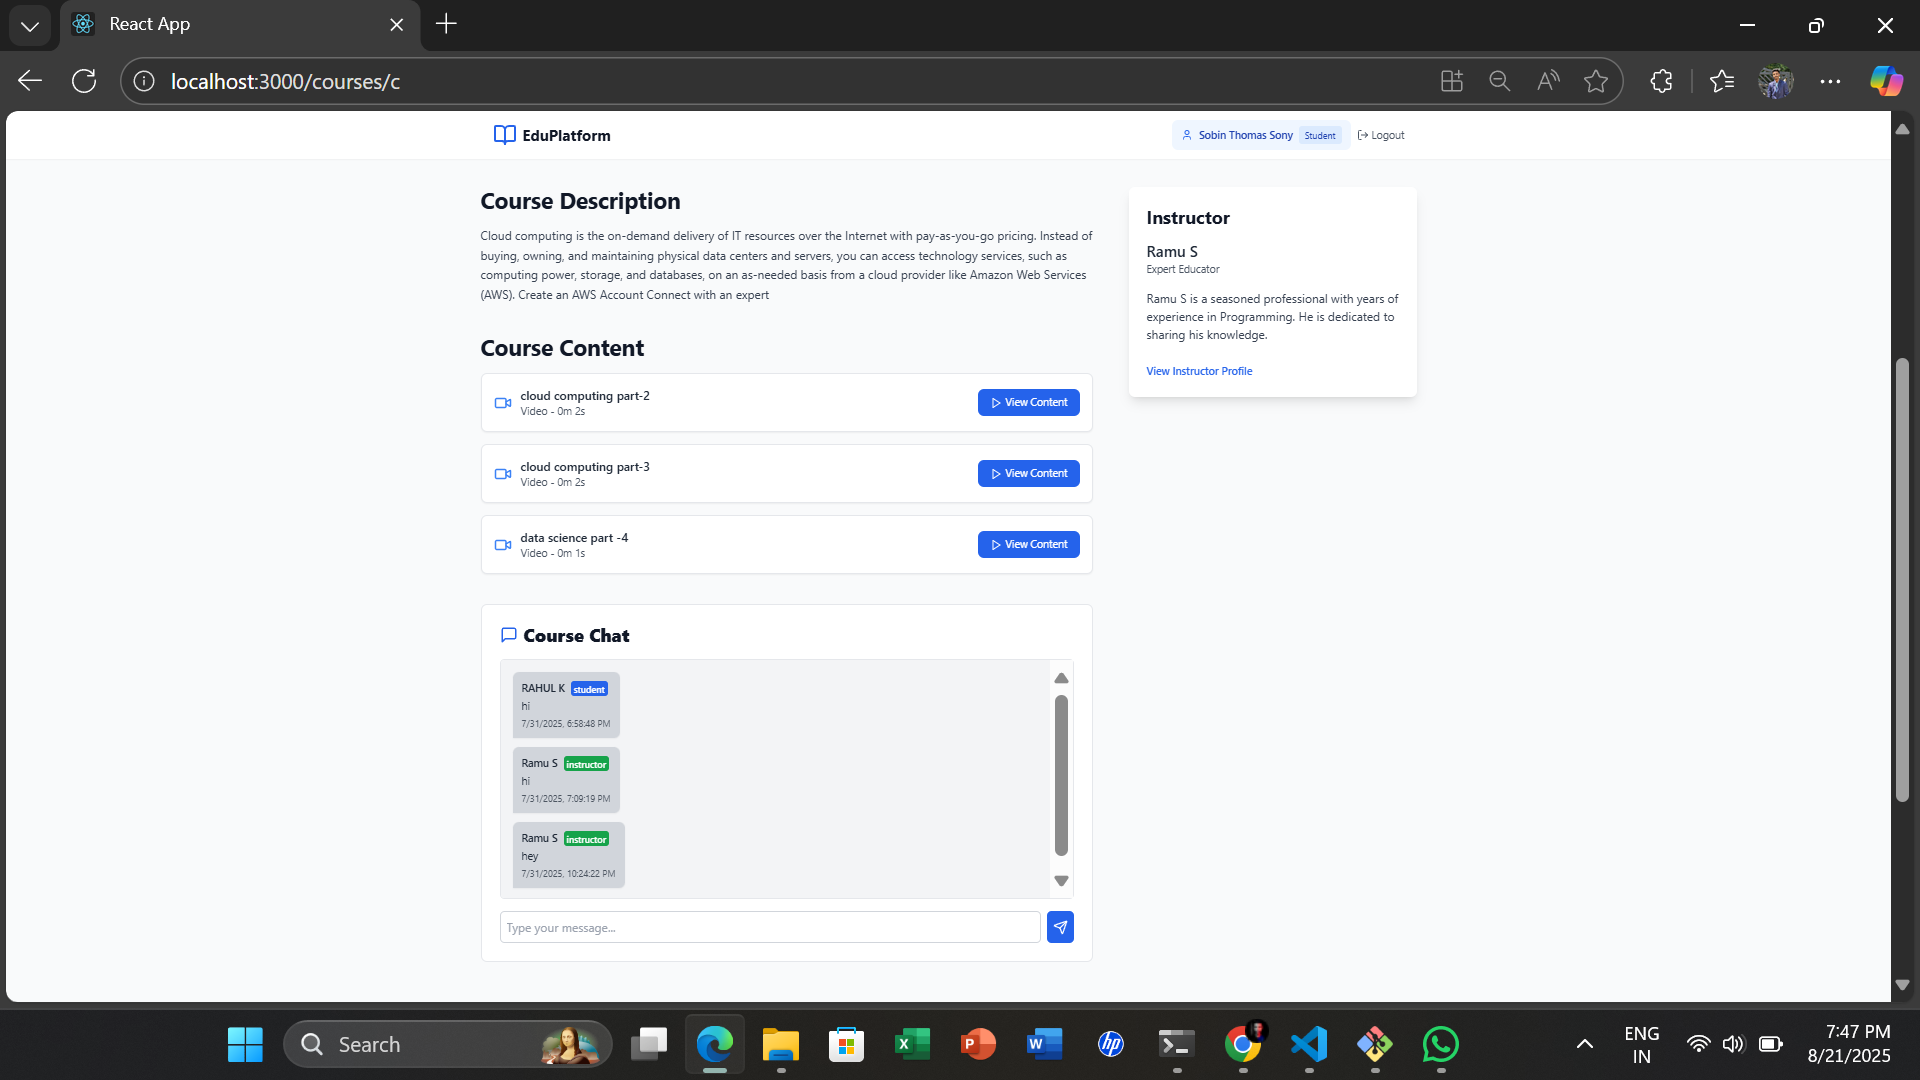 React App
localhost:3000/courses/c
EduPlatform
Sobin Thomas Sony Student Logout
Course Description
Cloud computing is the on-demand delivery of IT resources over the Internet with pay-as-you-go pricing. Instead of
buying, owning, and maintaining physical data centers and servers, you can access technology services, such as
computing power, storage, and databases, on an as-needed basis from a cloud provider like Amazon Web Services
(AWS). Create an AWS Account Connect with an expert
Course Content
cloud computing part-2
Video - 0m 2s
View Content
cloud computing part-3
Video - 0m 2s
View Content
data science part -4
Video - 0m 1s
View Content
Course Chat
RAHUL K student
hi
7/31/2025, 6:58:48 PM
Ramu S instructor
hi
7/31/2025, 7:09:19 PM
Ramu S instructor
hey
7/31/2025, 10:24:22 PM
Type your message...
Instructor
Ramu S
Expert Educator
Ramu S is a seasoned professional with years of
experience in Programming. He is dedicated to
sharing his knowledge.
View Instructor Profile
Search
ENG
IN
7:47 PM
8/21/2025